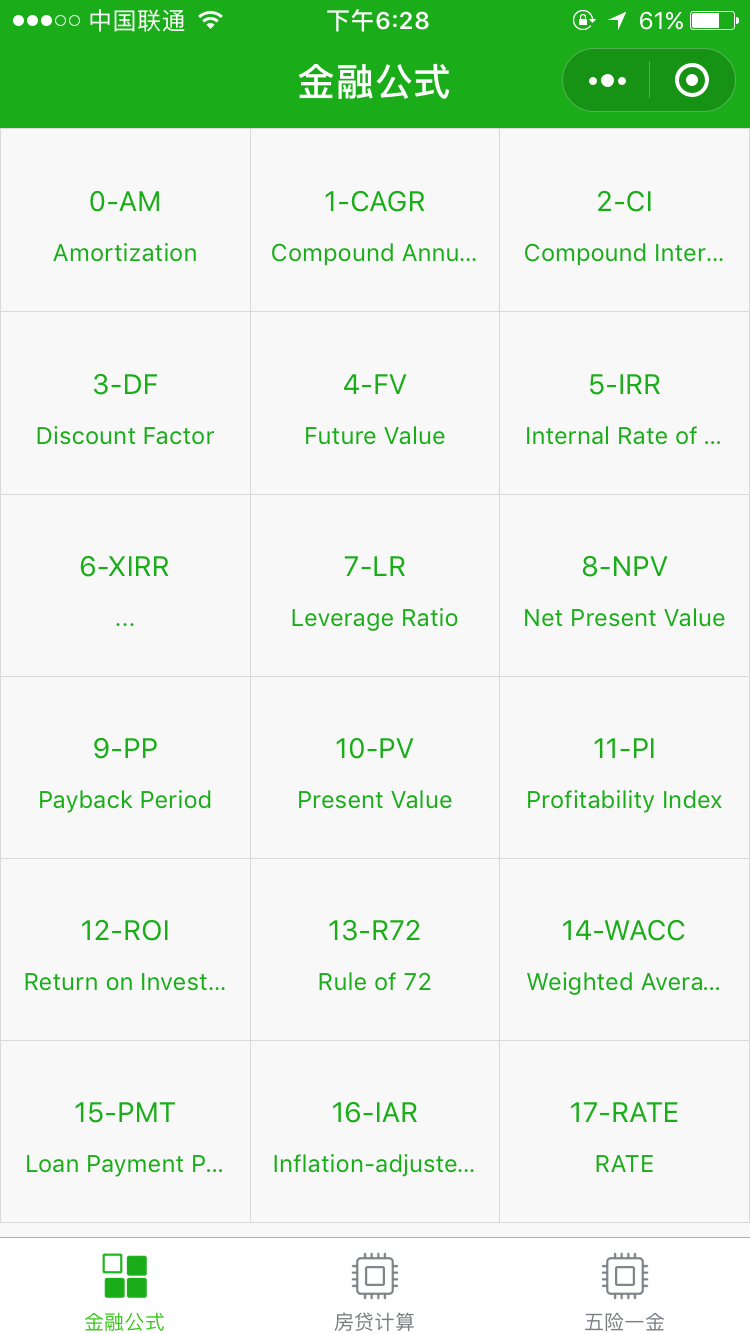 中国联通 下午6:28 61%
金融公式
0-AM
Amortization
1-CAGR
Compound Annu...
2-CI
Compound Inter...
3-DF
Discount Factor
4-FV
Future Value
5-IRR
Internal Rate of ...
6-XIRR
...
7-LR
Leverage Ratio
8-NPV
Net Present Value
9-PP
Payback Period
10-PV
Present Value
11-PI
Profitability Index
12-ROI
Return on Invest...
13-R72
Rule of 72
14-WACC
Weighted Avera...
15-PMT
Loan Payment P...
16-IAR
Inflation-adjuste...
17-RATE
RATE
金融公式
房贷计算
五险一金